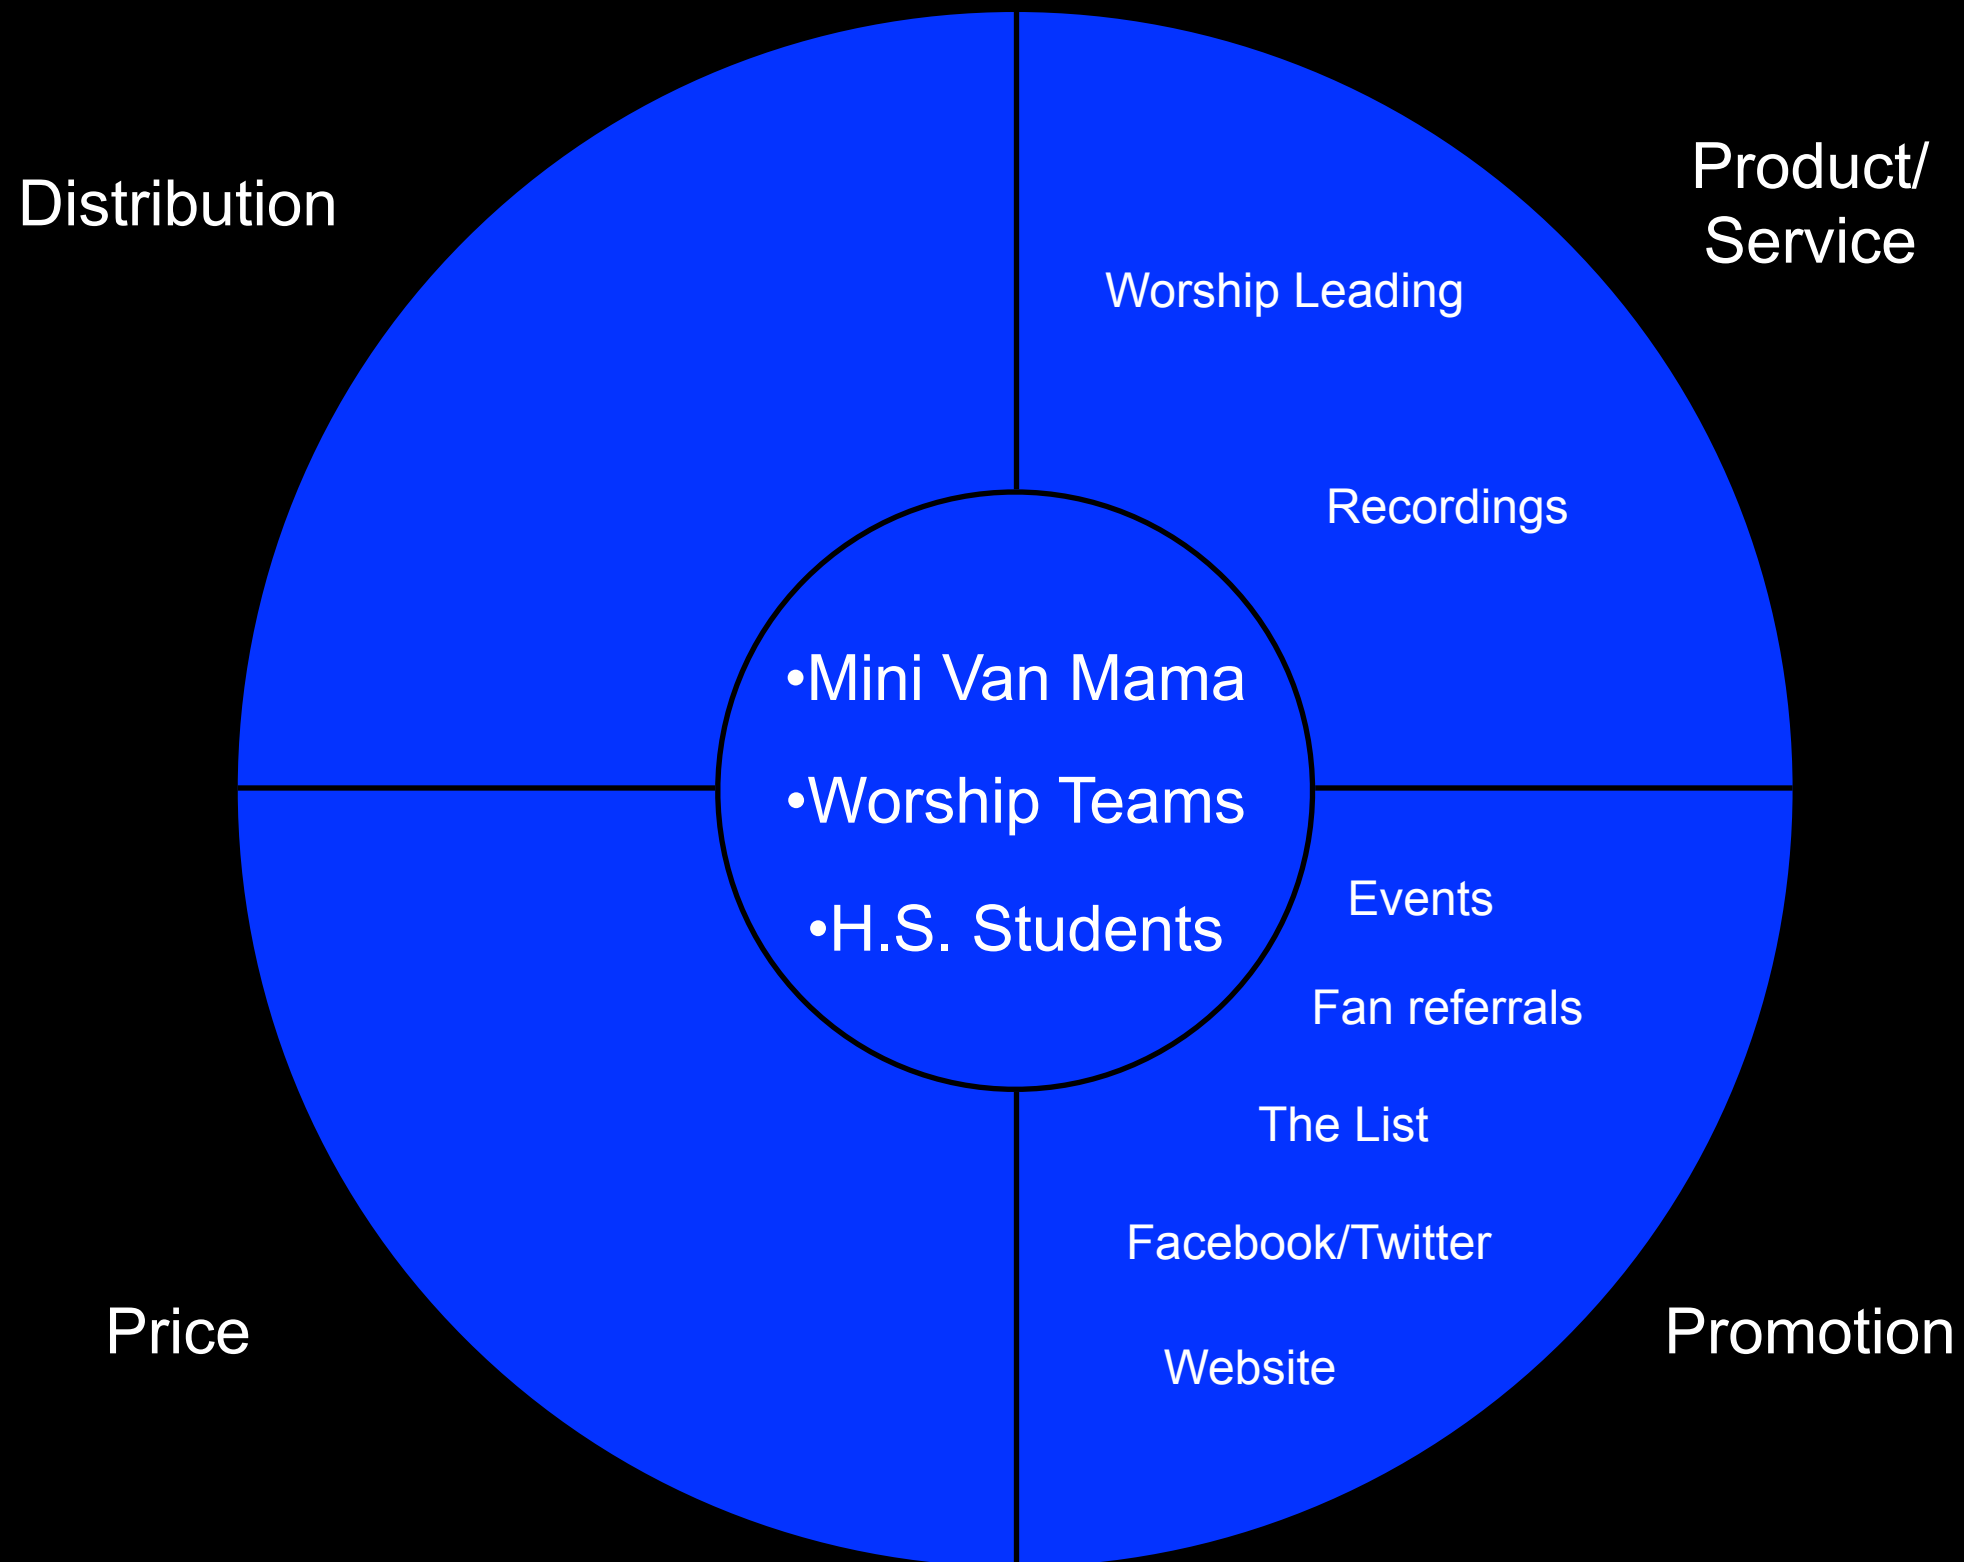 Distribution
Product/
Service
Worship Leading
Recordings
•Mini Van Mama
•Worship Teams
•H.S. Students
Events
Fan referrals
The List
Facebook/Twitter
Website
Price
Promotion